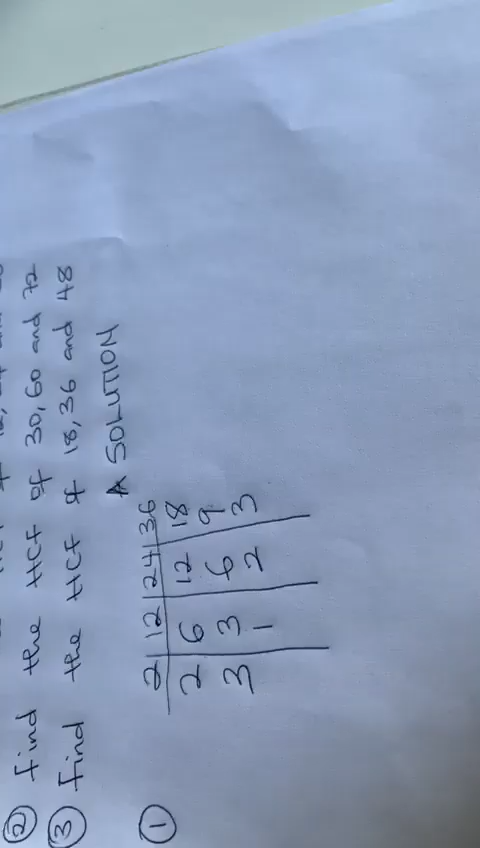 ② find the HCF of 30, 60 and 72
③ find the HCF of 18, 36 and 48
A SOLUTION
① 2 | 12 | 24 | 36
2 | 6 | 12 | 18
3 | 3 | 6 | 9
1 | 2 | 3